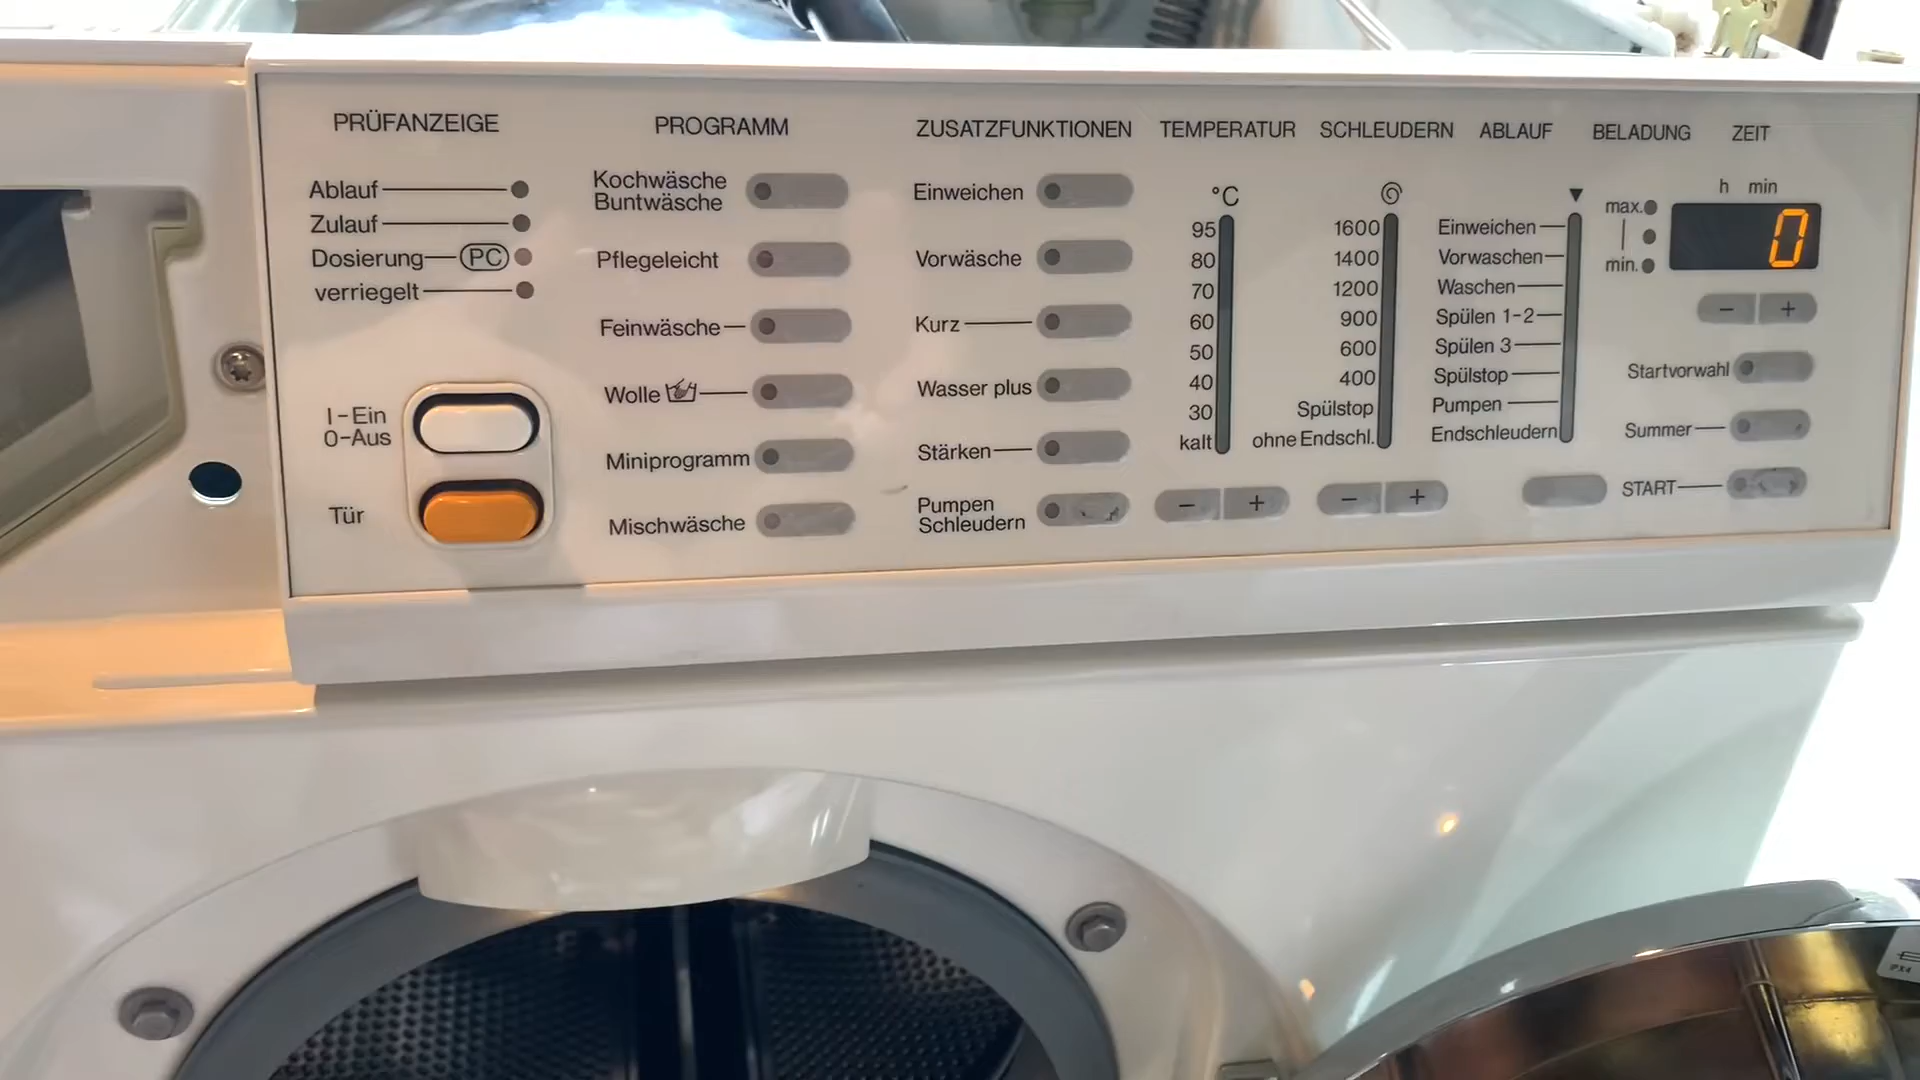 PRÜFANZEIGE
Ablauf
Zulauf
Dosierung PC
verriegelt
I-Ein
0-Aus
Tür
PROGRAMM
Kochwäsche
Buntwäsche
Pflegeleicht
Feinwäsche
Wolle
Miniprogramm
Mischwäsche
ZUSATZFUNKTIONEN
Einweichen
Vorwäsche
Kurz
Wasser plus
Stärken
Pumpen
Schleudern
TEMPERATUR
°C
95
80
70
60
50
40
30
kalt
- +
SCHLEUDERN
1600
1400
1200
900
600
400
Spülstop
ohne Endschl.
- +
ABLAUF
Einweichen
Vorwaschen
Waschen
Spülen 1-2
Spülen 3
Spülstop
Pumpen
Endschleudern
BELADUNG
max.
min.
ZEIT
h min
0
- +
Startvorwahl
Summer
START
IPX4